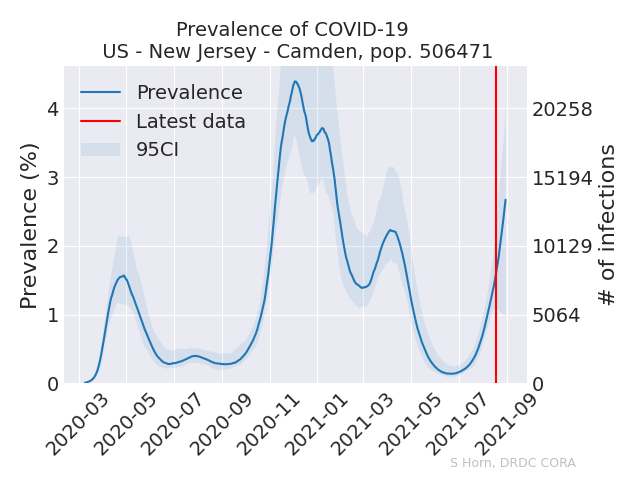 Prevalence of COVID-19
US - New Jersey - Camden, pop. 506471
Prevalence
Latest data
95CI
Prevalence (%)
4
3
2
1
0
# of infections
20258
15194
10129
5064
0
2020-03
2020-05
2020-07
2020-09
2020-11
2021-01
2021-03
2021-05
2021-07
2021-09
S Horn, DRDC CORA